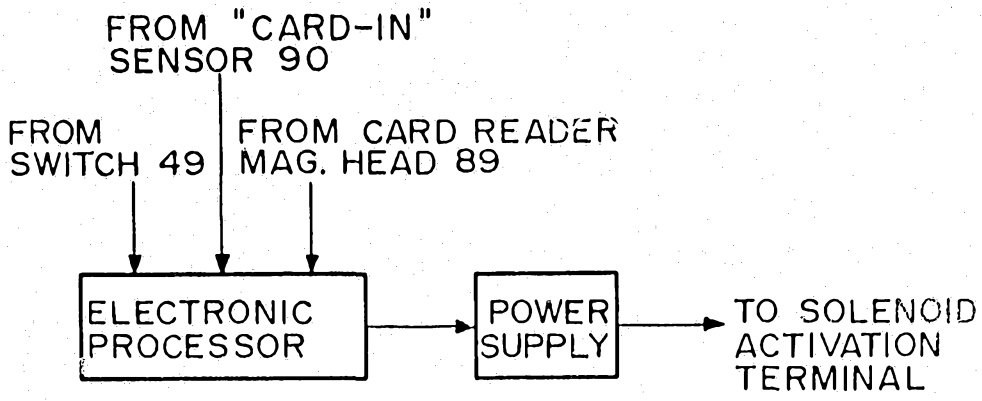 FROM "CARD-IN"
SENSOR 90
FROM
SWITCH 49
FROM CARD READER
MAG. HEAD 89
ELECTRONIC
PROCESSOR
POWER
SUPPLY
TO SOLENOID
ACTIVATION
TERMINAL